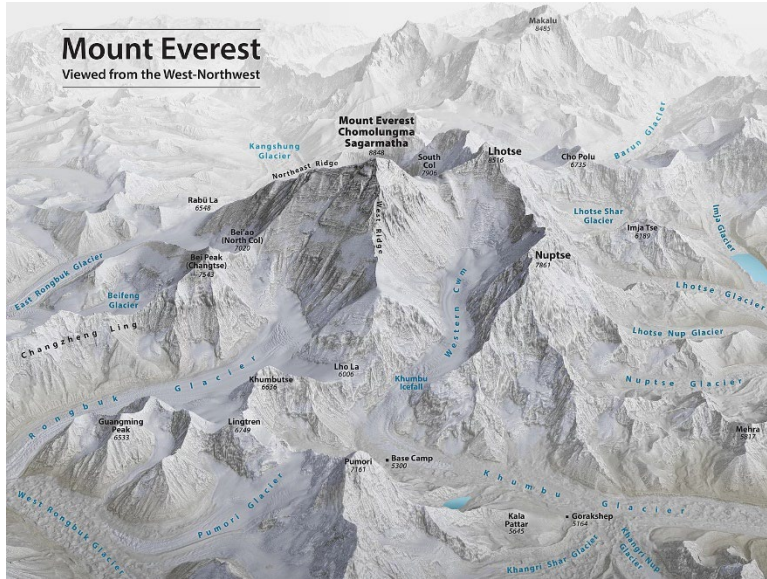 Makalu
8485
Mount Everest
Viewed from the West-Northwest
Mount Everest
Chomolungma
Sagarmatha
8848
Kangshung
Glacier
Barun Glacier
Northeast Ridge
South
Col
7906
Lhotse
8516
Cho Polu
6735
Rabü La
6548
West Ridge
Lhotse Shar
Glacier
Imja Tse
6189
Imja Glacier
Bei'ao
(North Col)
7020
Bei Peak
(Changtse)
7543
Nuptse
7861
East Rongbuk Glacier
Beifeng
Glacier
Western Cwm
Lhotse Glacier
Changzheng Ling
Lhotse Nup Glacier
Lho La
6006
Rongbuk Glacier
Khumbutse
6636
Khumbu
Icefall
Nuptse Glacier
Guangming
Peak
6533
Lingtren
6749
Mehra
5817
Pumori
7161
Base Camp
5300
Khumbu Glacier
West Rongbuk Glacier
Pumori Glacier
Kala
Pattar
5645
Gorakshep
5164
Khangri Shar Glacier
Khangri Nup
Glacier